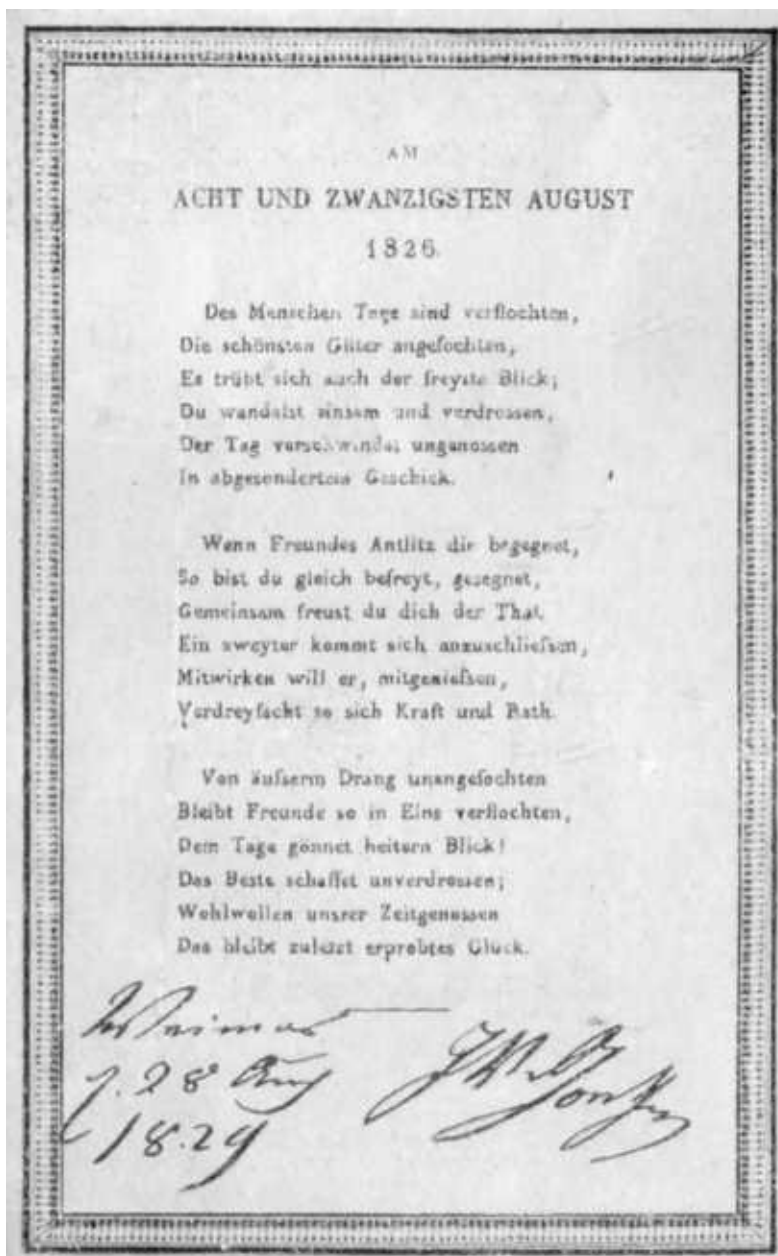 AM
ACHT UND ZWANZIGSTEN AUGUST
1826.
Des Menschen Tage sind verflochten,
Die schönsten Güter angefochten,
Es trübt sich auch der freyste Blick;
Du wandelst einsam und verdrossen,
Der Tag verschwindet ungenossen
In abgesondertem Geschick.
Wenn Freundes Antlitz dir begegnet,
So bist du gleich befreyt, gesegnet,
Gemeinsam freust du dich der That.
Ein zweyter kommt sich anzuschließen,
Mitwirken will er, mitgenießen,
Verdreyfacht so sich Kraft und Rath.
Von äußerm Drang unangefochten
Bleibt Freunde so in Eins verflochten,
Dem Tage gönnet heitern Blick!
Das Beste schaffet unverdrossen;
Wohlwollen unsrer Zeitgenossen
Das bleibt zuletzt erprobtes Glück.
Weimar
d. 28 Aug
1829
JWvGoethe